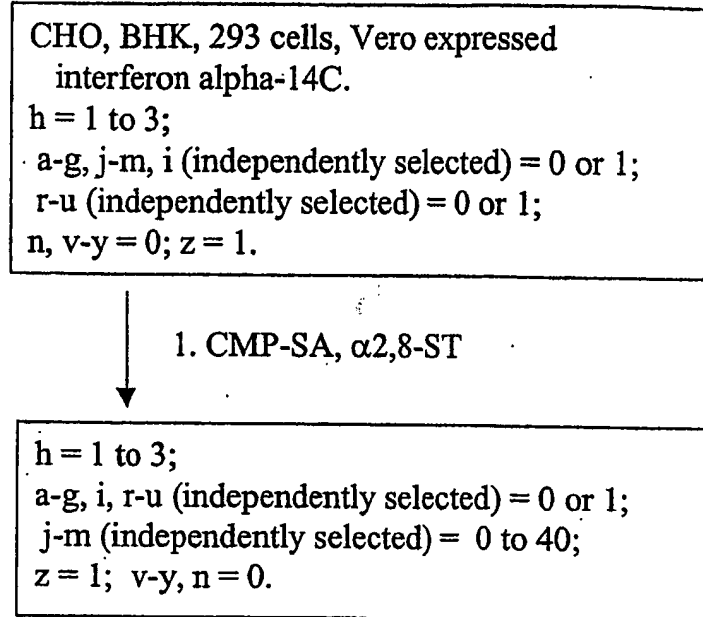 CHO, BHK, 293 cells, Vero expressed
interferon alpha-14C.
h = 1 to 3;
a-g, j-m, i (independently selected) = 0 or 1;
r-u (independently selected) = 0 or 1;
n, v-y = 0; z = 1.
1. CMP-SA, α2,8-ST
h = 1 to 3;
a-g, i, r-u (independently selected) = 0 or 1;
j-m (independently selected) = 0 to 40;
z = 1; v-y, n = 0.